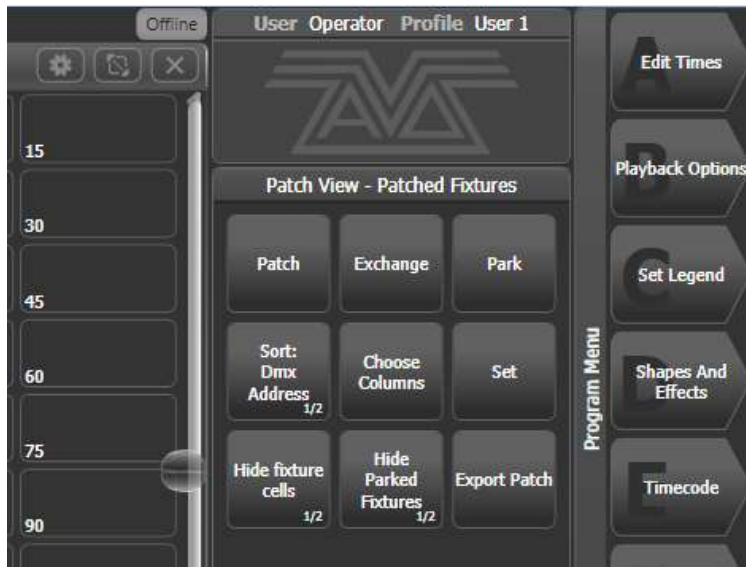 Offline
User Operator Profile User 1
15
30
45
60
75
90
AVO
Patch View - Patched Fixtures
Patch
Exchange
Park
Sort:
Dmx
Address
1/2
Choose
Columns
Set
Hide fixture
cells
1/2
Hide
Parked
Fixtures
1/2
Export Patch
Program Menu
A
Edit Times
B
Playback Options
C
Set Legend
D
Shapes And
Effects
E
Timecode